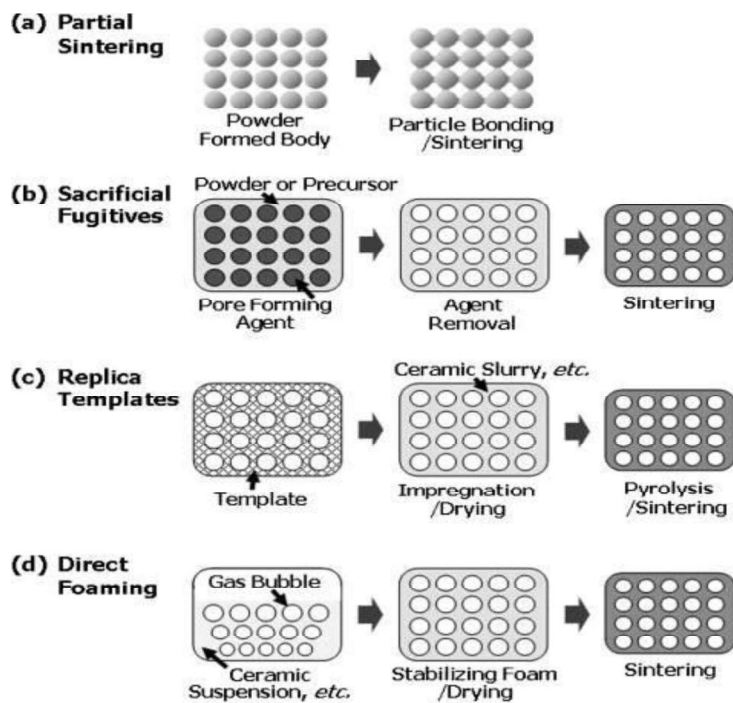 (a) Partial
Sintering
Powder
Formed Body
Particle Bonding
/Sintering
(b) Sacrificial
Fugitives
Powder or Precursor
Pore Forming
Agent
Agent
Removal
Sintering
(c) Replica
Templates
Ceramic Slurry, etc.
Template
Impregnation
/Drying
Pyrolysis
/Sintering
(d) Direct
Foaming
Gas Bubble
Ceramic
Suspension, etc.
Stabilizing Foam
/Drying
Sintering